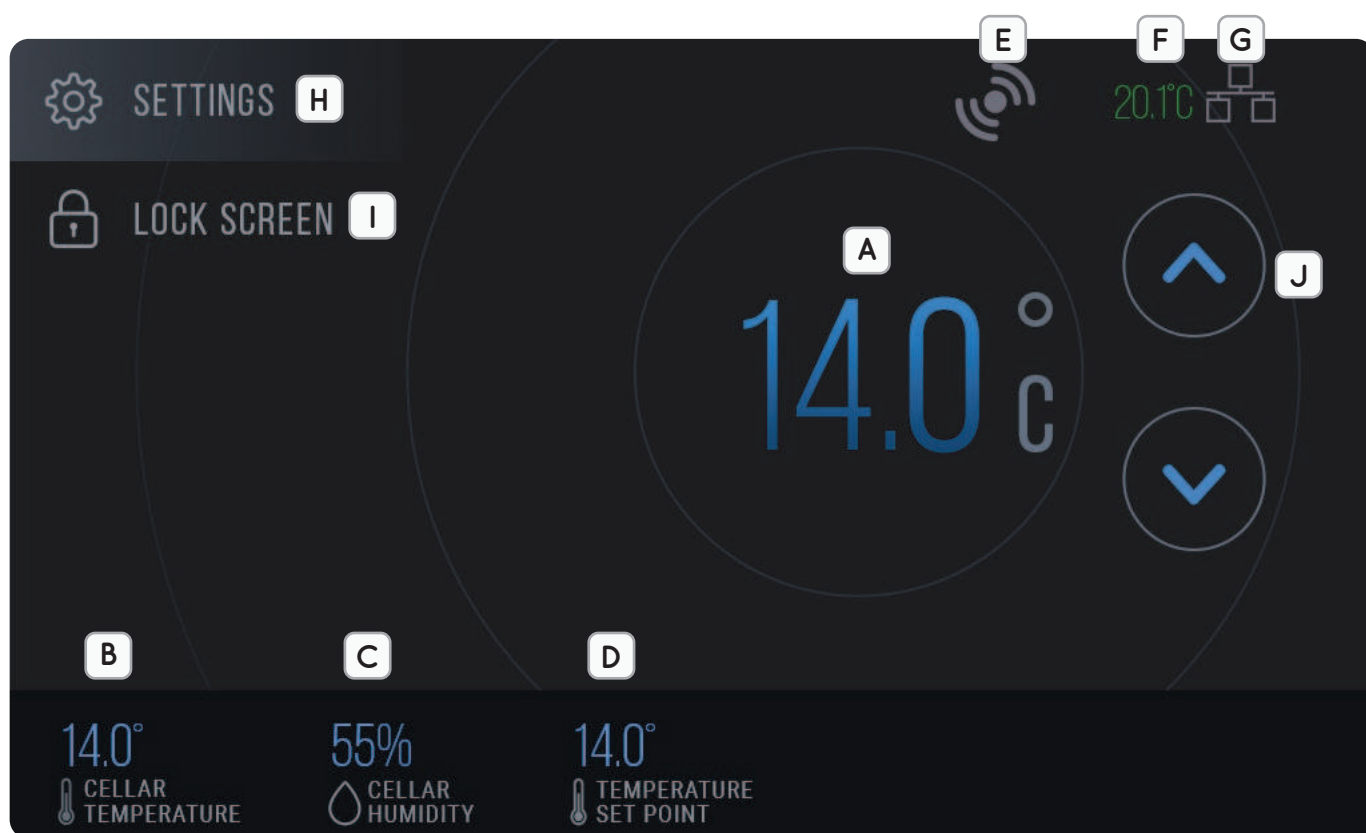 E
F
G
SETTINGS H
20.1°C
LOCK SCREEN I
A
J
14.0 °C
B
C
D
14.0°
55%
14.0°
CELLAR
TEMPERATURE
CELLAR
HUMIDITY
TEMPERATURE
SET POINT